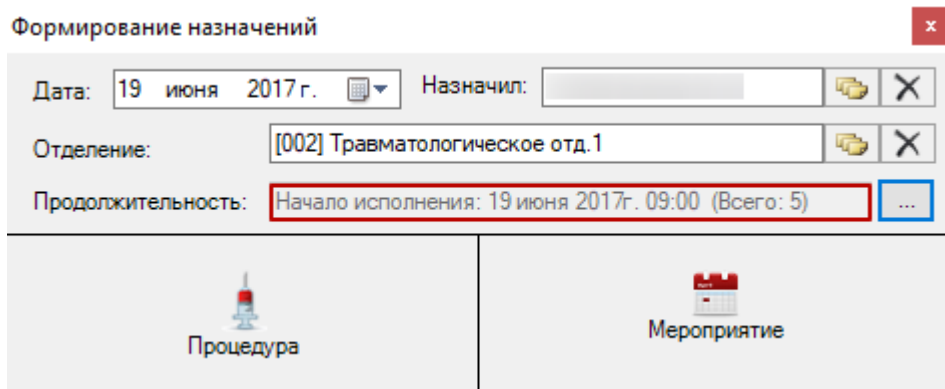 Формирование назначений
Дата: 19 июня 2017 г. Назначил:
Отделение: [002] Травматологическое отд.1
Продолжительность: Начало исполнения: 19 июня 2017г. 09:00 (Всего: 5) ...
Процедура
Мероприятие